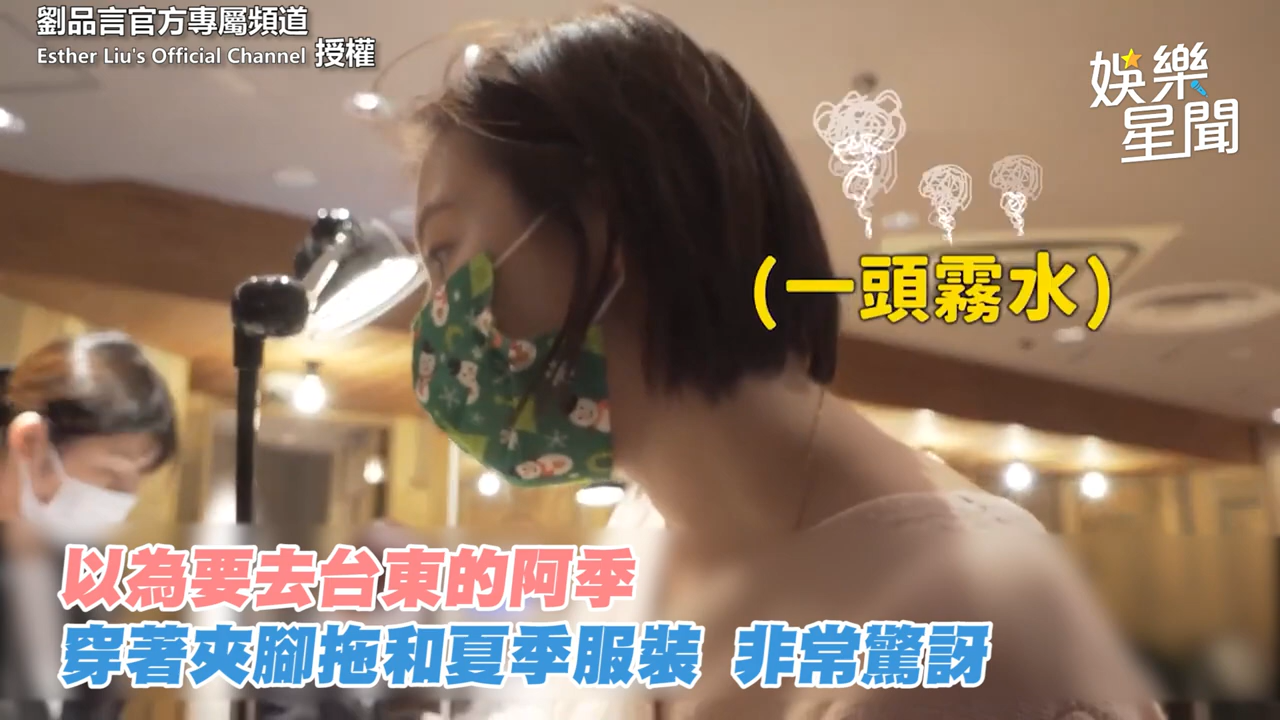 劉品言官方專屬頻道
Esther Liu's Official Channel 授權
娛樂
星聞
(一頭霧水)
以為要去台東的阿季
穿著夾腳拖和夏季服裝 非常驚訝